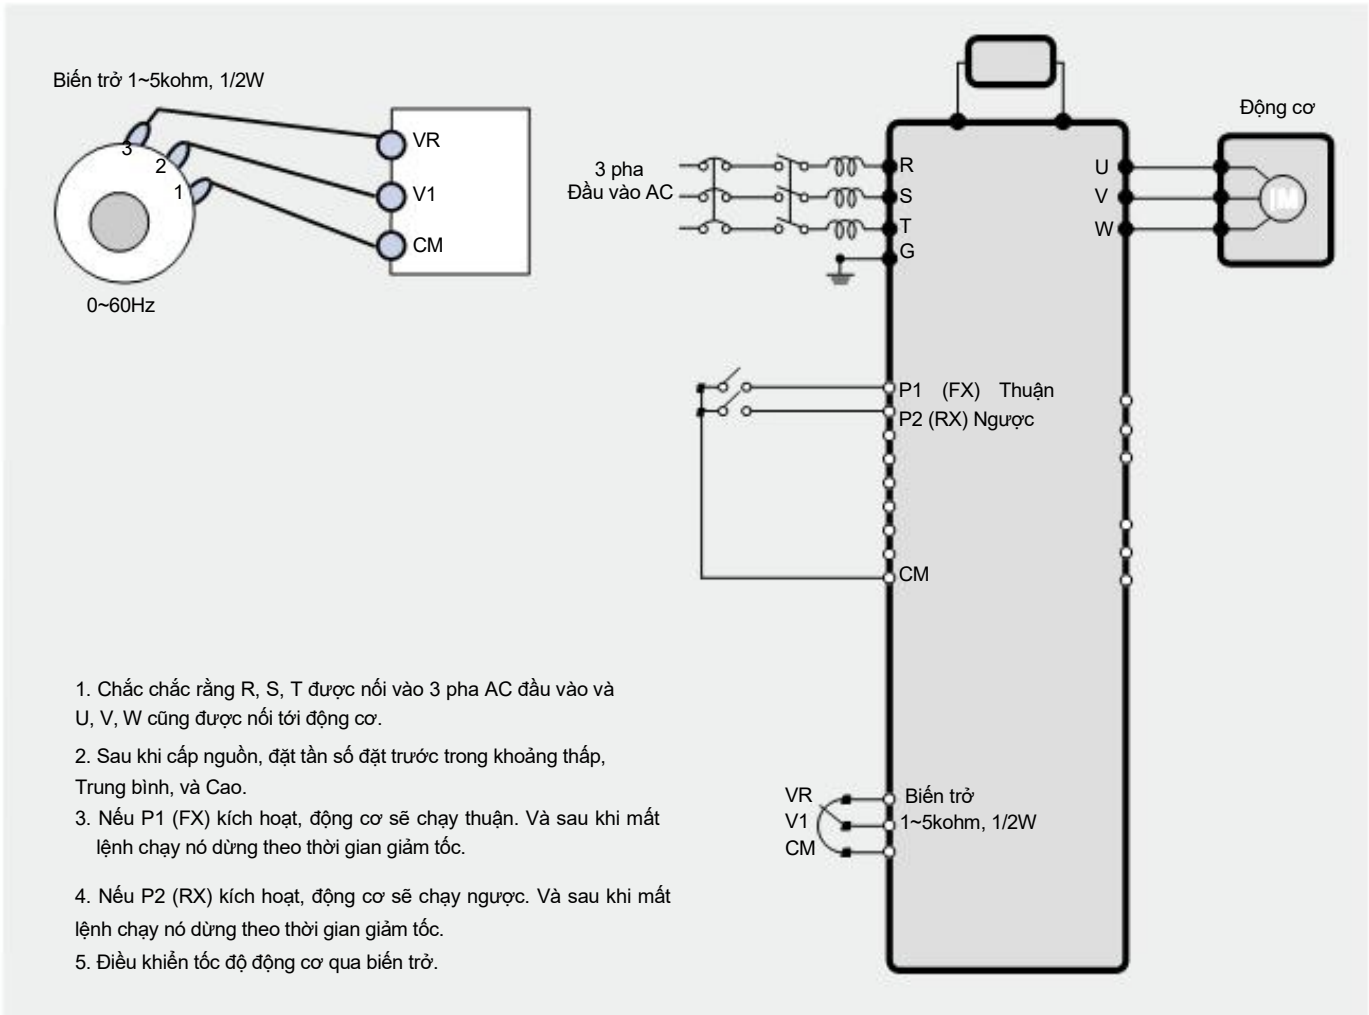 Biến trở 1~5kohm, 1/2W
3
2
1
VR
V1
CM
0~60Hz
3 pha
Đầu vào AC
R
S
T
G
U
V
W
Động cơ
IM
P1 (FX) Thuận
P2 (RX) Ngược
CM
VR
V1
CM
Biến trở
1~5kohm, 1/2W
1. Chắc chắc rằng R, S, T được nối vào 3 pha AC đầu vào và
U, V, W cũng được nối tới động cơ.
2. Sau khi cấp nguồn, đặt tần số đặt trước trong khoảng thấp,
Trung bình, và Cao.
3. Nếu P1 (FX) kích hoạt, động cơ sẽ chạy thuận. Và sau khi mất
lệnh chạy nó dừng theo thời gian giảm tốc.
4. Nếu P2 (RX) kích hoạt, động cơ sẽ chạy ngược. Và sau khi mất
lệnh chạy nó dừng theo thời gian giảm tốc.
5. Điều khiển tốc độ động cơ qua biến trở.